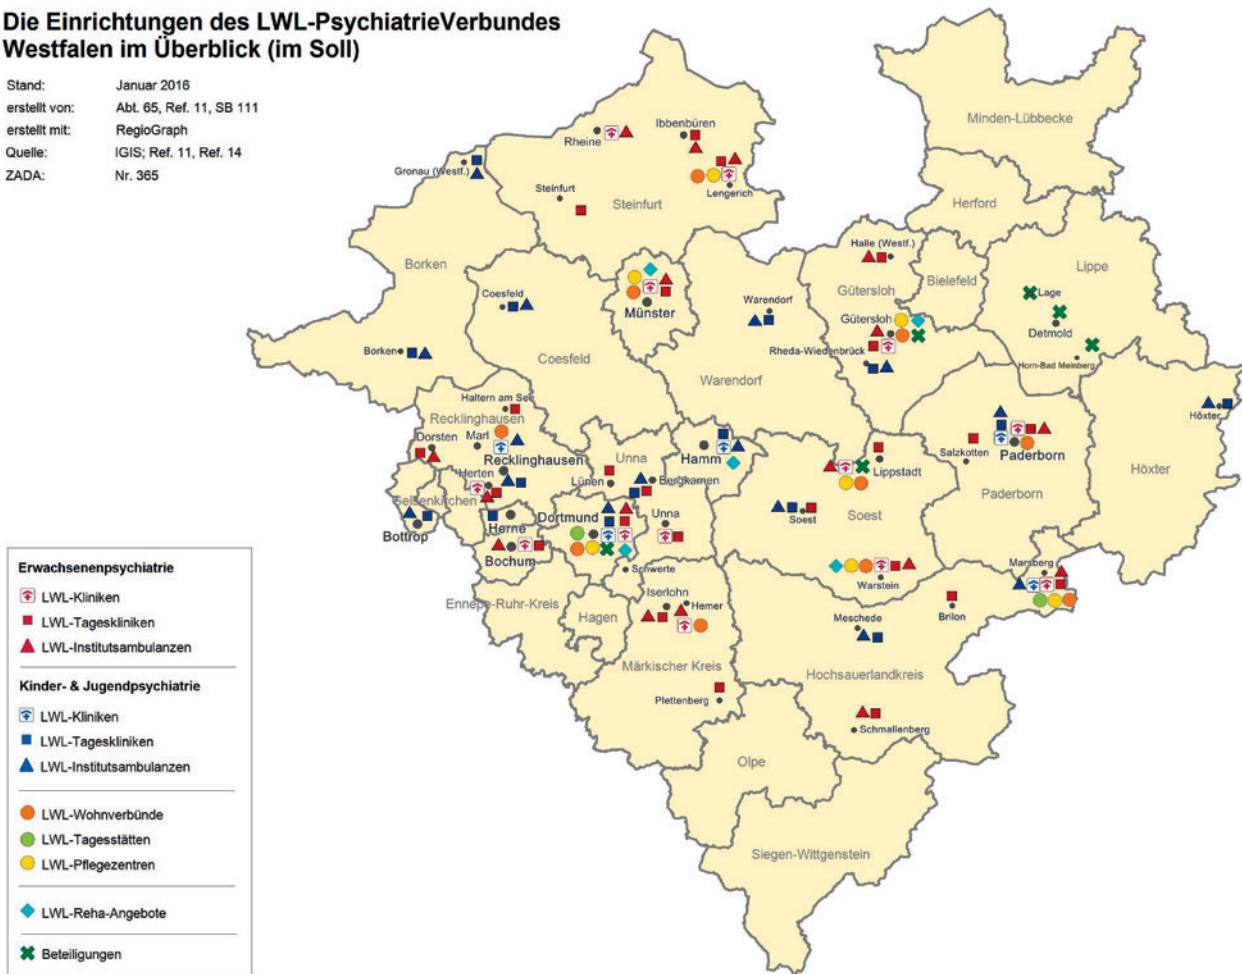 Die Einrichtungen des LWL-PsychiatrieVerbundes
Westfalen im Überblick (im Soll)
Stand: Januar 2016
erstellt von: Abt. 65, Ref. 11, SB 111
erstellt mit: RegioGraph
Quelle: IGIS; Ref. 11, Ref. 14
ZADA: Nr. 365
Minden-Lübbecke
Ibbenbüren
Rheine
Gronau (Westf.)
Steinfurt
Lengerich
Steinfurt
Herford
Halle (Westf.)
Borken
Bielefeld
Lippe
Gütersloh
Lage
Coesfeld
Warendorf
Münster
Gütersloh
Detmold
Borken
Coesfeld
Rheda-Wiedenbrück
Horn-Bad Meinberg
Warendorf
Haltern am See
Höxter
Recklinghausen
Dorsten
Marl
Recklinghausen
Unna
Hamm
Lippstadt
Salzkotten
Paderborn
Höxter
Herten
Lünen
Bergkamen
Gelsenkirchen
Paderborn
Bottrop
Herne
Dortmund
Unna
Soest
Soest
Bochum
Schwerte
Warstein
Marsberg
Ennepe-Ruhr-Kreis
Hagen
Iserlohn
Hemer
Meschede
Brilon
Märkischer Kreis
Hochsauerlandkreis
Plettenberg
Schmallenberg
Olpe
Siegen-Wittgenstein
Erwachsenenpsychiatrie
LWL-Kliniken
LWL-Tageskliniken
LWL-Institutsambulanzen
Kinder- & Jugendpsychiatrie
LWL-Kliniken
LWL-Tageskliniken
LWL-Institutsambulanzen
LWL-Wohnverbünde
LWL-Tagesstätten
LWL-Pflegezentren
LWL-Reha-Angebote
Beteiligungen